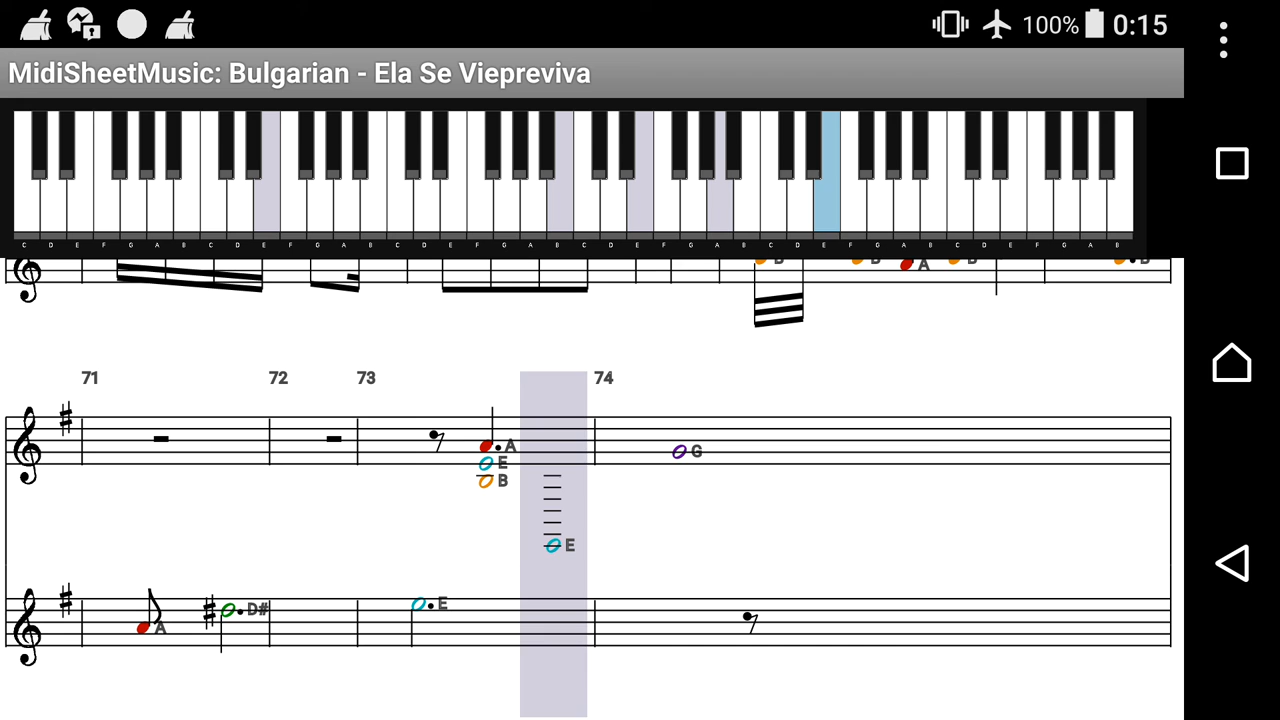 100% 0:15
MidiSheetMusic: Bulgarian - Ela Se Viepreviva
C D E F G A B C D E F G A B C D E F G A B C D E F G A B C D E F G A B C D E F G A B
A
71 72 73 74
A
E
B
G
E
A D# E